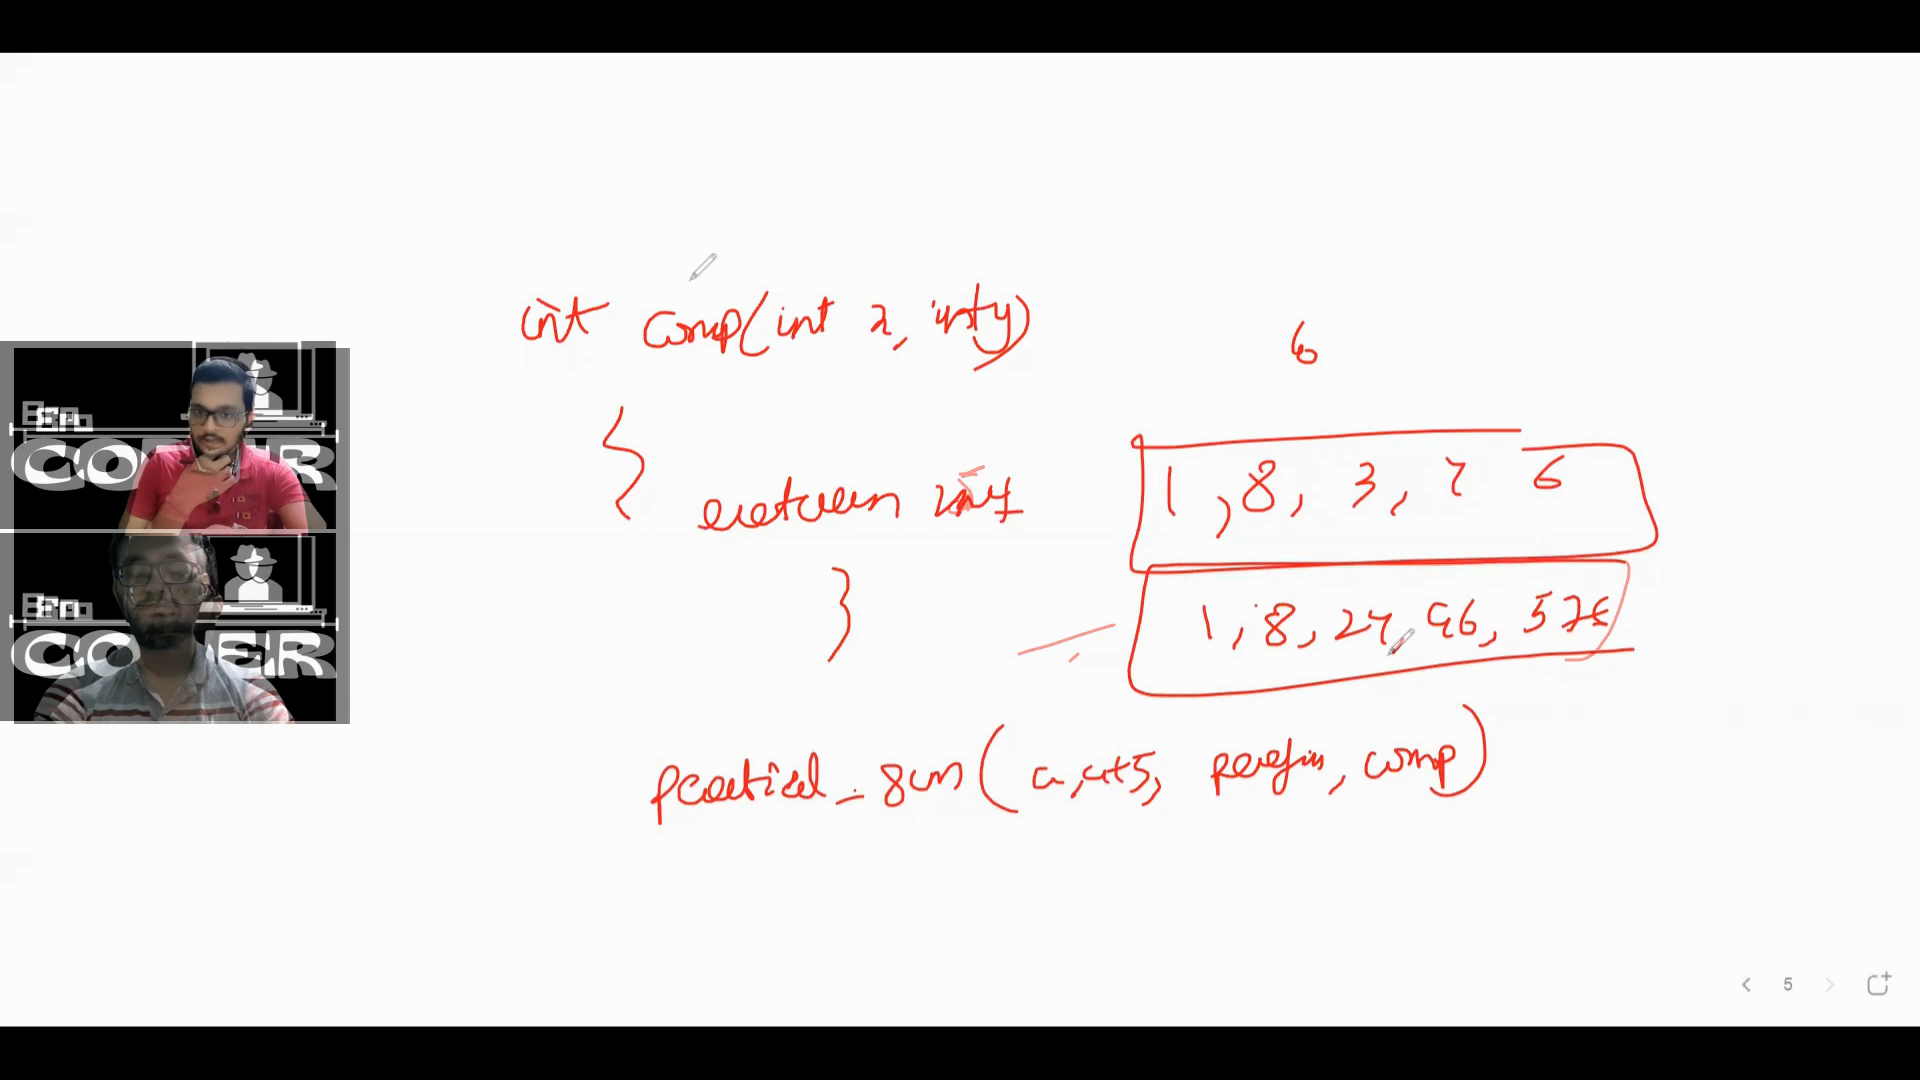 int comp(int x, int y)
6
{
1, 8, 3, 7 6
return
}
1, 8, 24, 96, 576
partial_sum(a, a+5, prefix, comp)
CODER
CODER
5